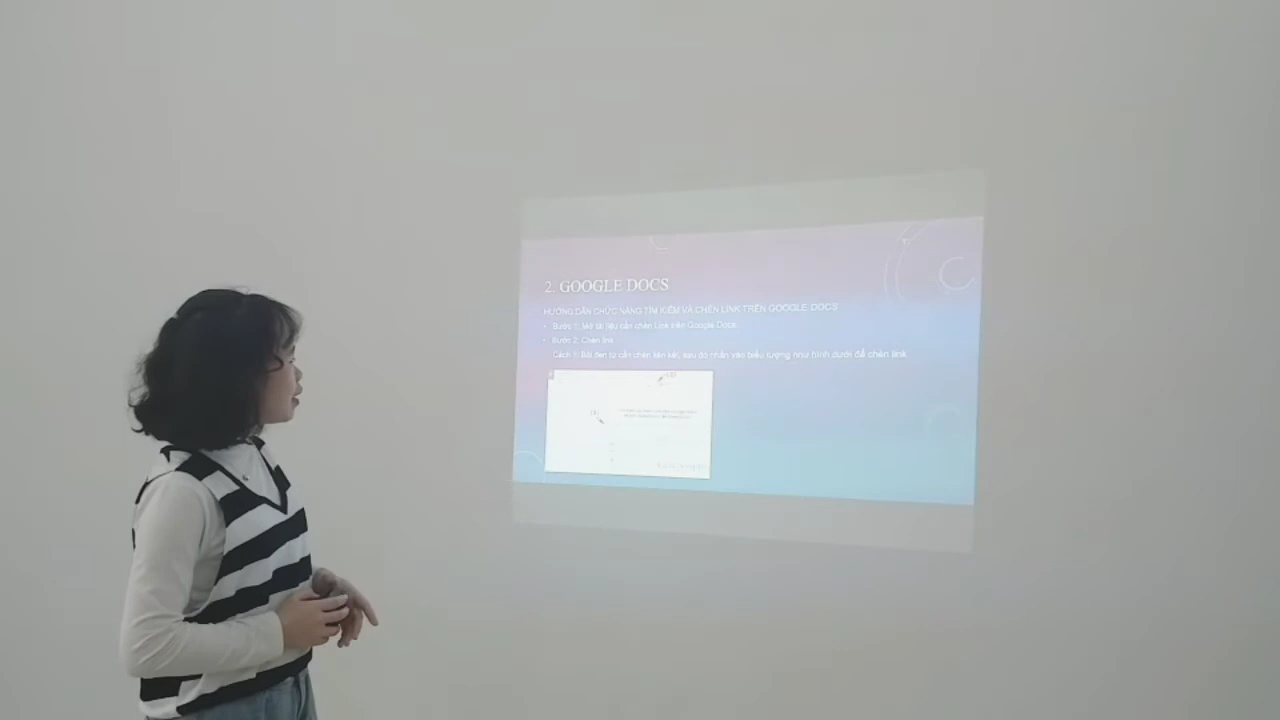 2. GOOGLE DOCS
HƯỚNG DẪN CHỨC NĂNG TÌM KIẾM VÀ CHÈN LINK TRÊN GOOGLE DOCS
• Bước 1: Mở tài liệu cần chèn Link trên Google Docs.
• Bước 2: Chèn link
Cách 1: Bôi đen từ cần chèn liên kết, sau đó nhấn vào biểu tượng như hình dưới để chèn link